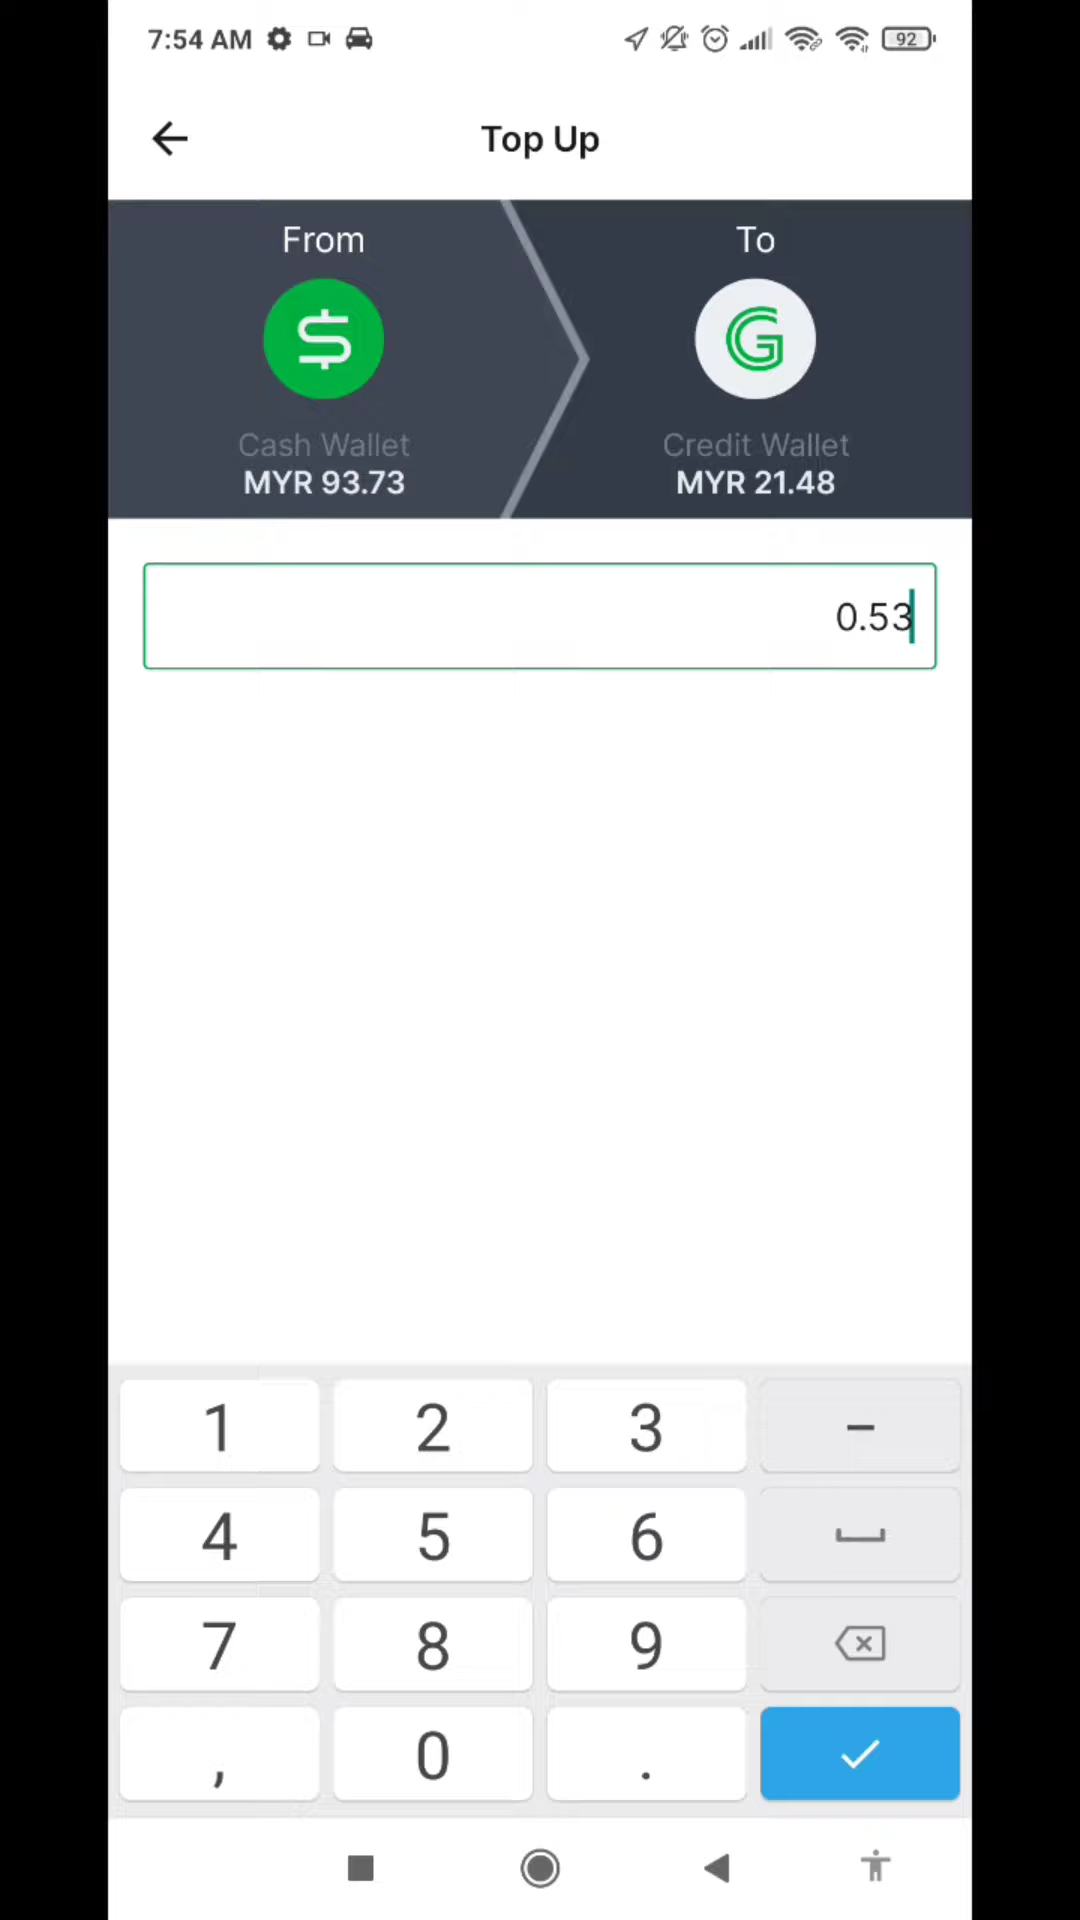 7:54 AM
92
Top Up
From
To
$
G
Cash Wallet
Credit Wallet
MYR 93.73
MYR 21.48
0.53
1 2 3 –
4 5 6
7 8 9
, 0 .